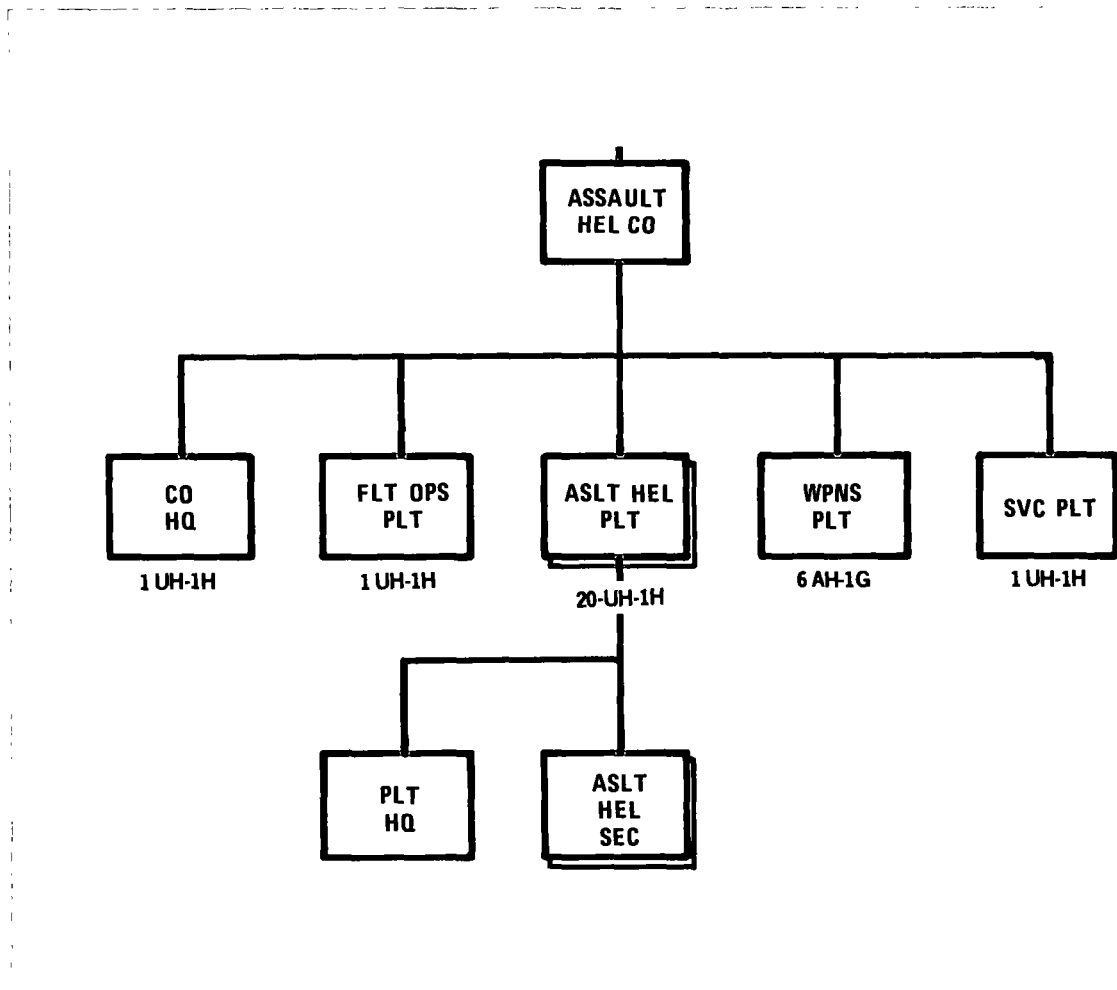 ASSAULT
HEL CO
CO
HQ
FLT OPS
PLT
ASLT HEL
PLT
WPNS
PLT
SVC PLT
1 UH-1H
1 UH-1H
20-UH-1H
6 AH-1G
1 UH-1H
PLT
HQ
ASLT
HEL
SEC